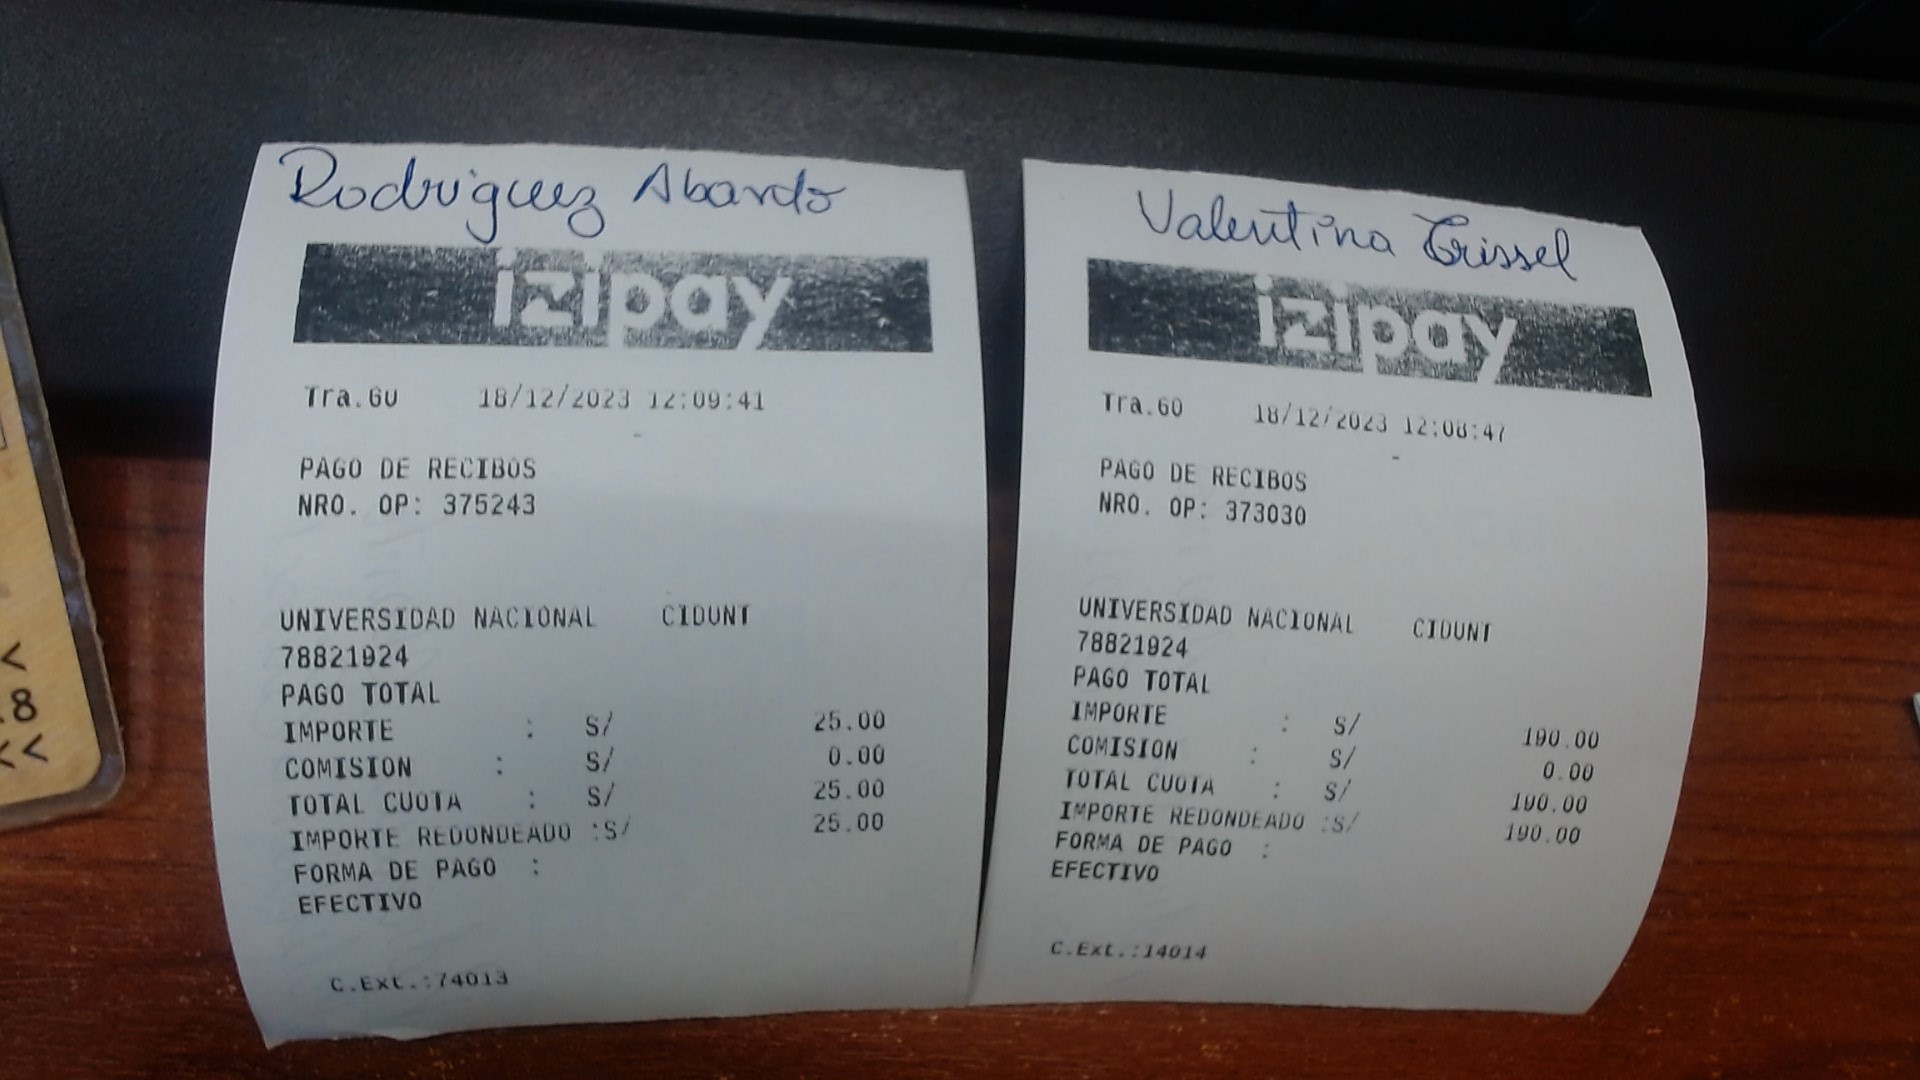 Rodriguez Abanto
izipay
Tra.60 18/12/2023 12:09:41
PAGO DE RECIBOS
NRO. OP: 375243
UNIVERSIDAD NACIONAL CIDUNT
78821924
PAGO TOTAL
IMPORTE : S/ 25.00
COMISION : S/ 0.00
TOTAL CUOTA : S/ 25.00
IMPORTE REDONDEADO :S/ 25.00
FORMA DE PAGO :
EFECTIVO
C.Ext.:74013
Valentina Crissel
izipay
Tra.60 18/12/2023 12:08:47
PAGO DE RECIBOS
NRO. OP: 373030
UNIVERSIDAD NACIONAL CIDUNT
78821924
PAGO TOTAL
IMPORTE : S/ 190.00
COMISION : S/ 0.00
TOTAL CUOTA : S/ 190.00
IMPORTE REDONDEADO :S/ 190.00
FORMA DE PAGO :
EFECTIVO
C.Ext.:14014
<
8
<<